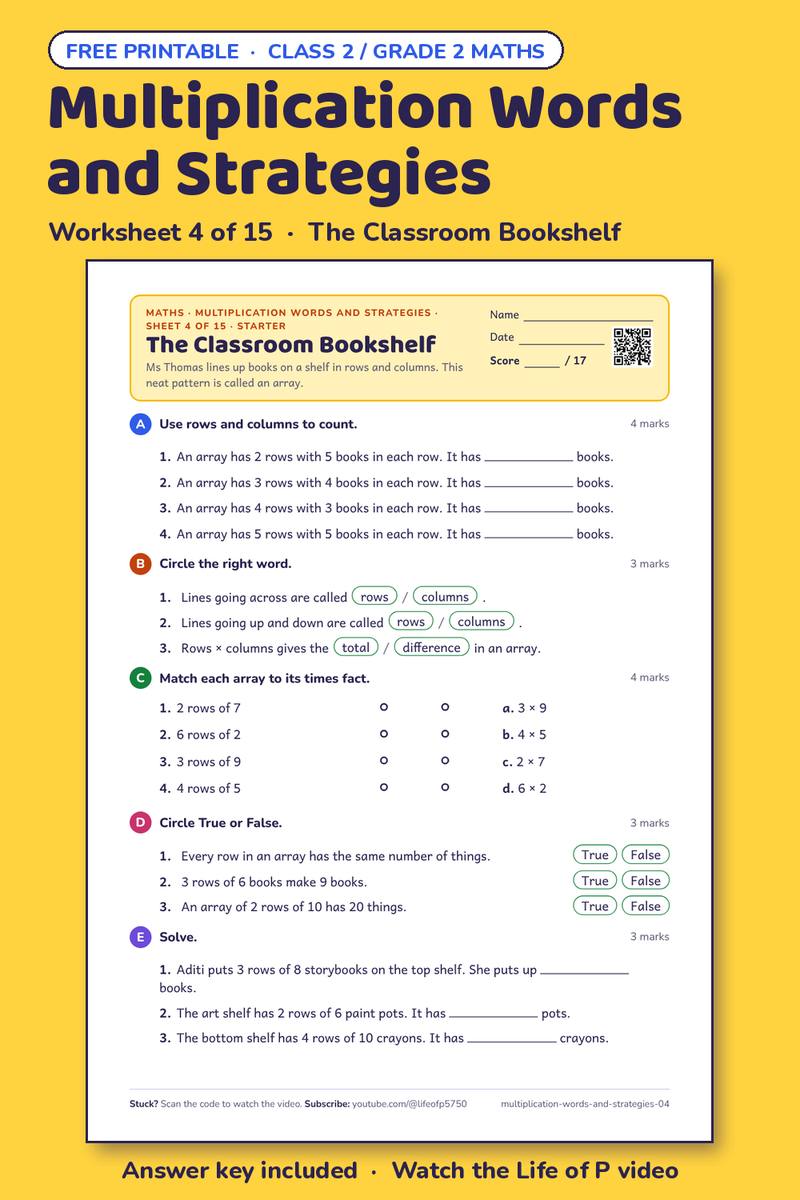 FREE PRINTABLE · CLASS 2 / GRADE 2 MATHS
Multiplication Words
and Strategies
Worksheet 4 of 15 · The Classroom Bookshelf
MATHS · MULTIPLICATION WORDS AND STRATEGIES ·
SHEET 4 OF 15 · STARTER
The Classroom Bookshelf
Ms Thomas lines up books on a shelf in rows and columns. This
neat pattern is called an array.
Name
Date
Score / 17
A Use rows and columns to count. 4 marks
1. An array has 2 rows with 5 books in each row. It has books.
2. An array has 3 rows with 4 books in each row. It has books.
3. An array has 4 rows with 3 books in each row. It has books.
4. An array has 5 rows with 5 books in each row. It has books.
B Circle the right word. 3 marks
1. Lines going across are called rows / columns .
2. Lines going up and down are called rows / columns .
3. Rows × columns gives the total / difference in an array.
C Match each array to its times fact. 4 marks
1. 2 rows of 7 a. 3 × 9
2. 6 rows of 2 b. 4 × 5
3. 3 rows of 9 c. 2 × 7
4. 4 rows of 5 d. 6 × 2
D Circle True or False. 3 marks
1. Every row in an array has the same number of things. True False
2. 3 rows of 6 books make 9 books. True False
3. An array of 2 rows of 10 has 20 things. True False
E Solve. 3 marks
1. Aditi puts 3 rows of 8 storybooks on the top shelf. She puts up
books.
2. The art shelf has 2 rows of 6 paint pots. It has pots.
3. The bottom shelf has 4 rows of 10 crayons. It has crayons.
Stuck? Scan the code to watch the video. Subscribe: youtube.com/@lifeofp5750 multiplication-words-and-strategies-04
Answer key included · Watch the Life of P video